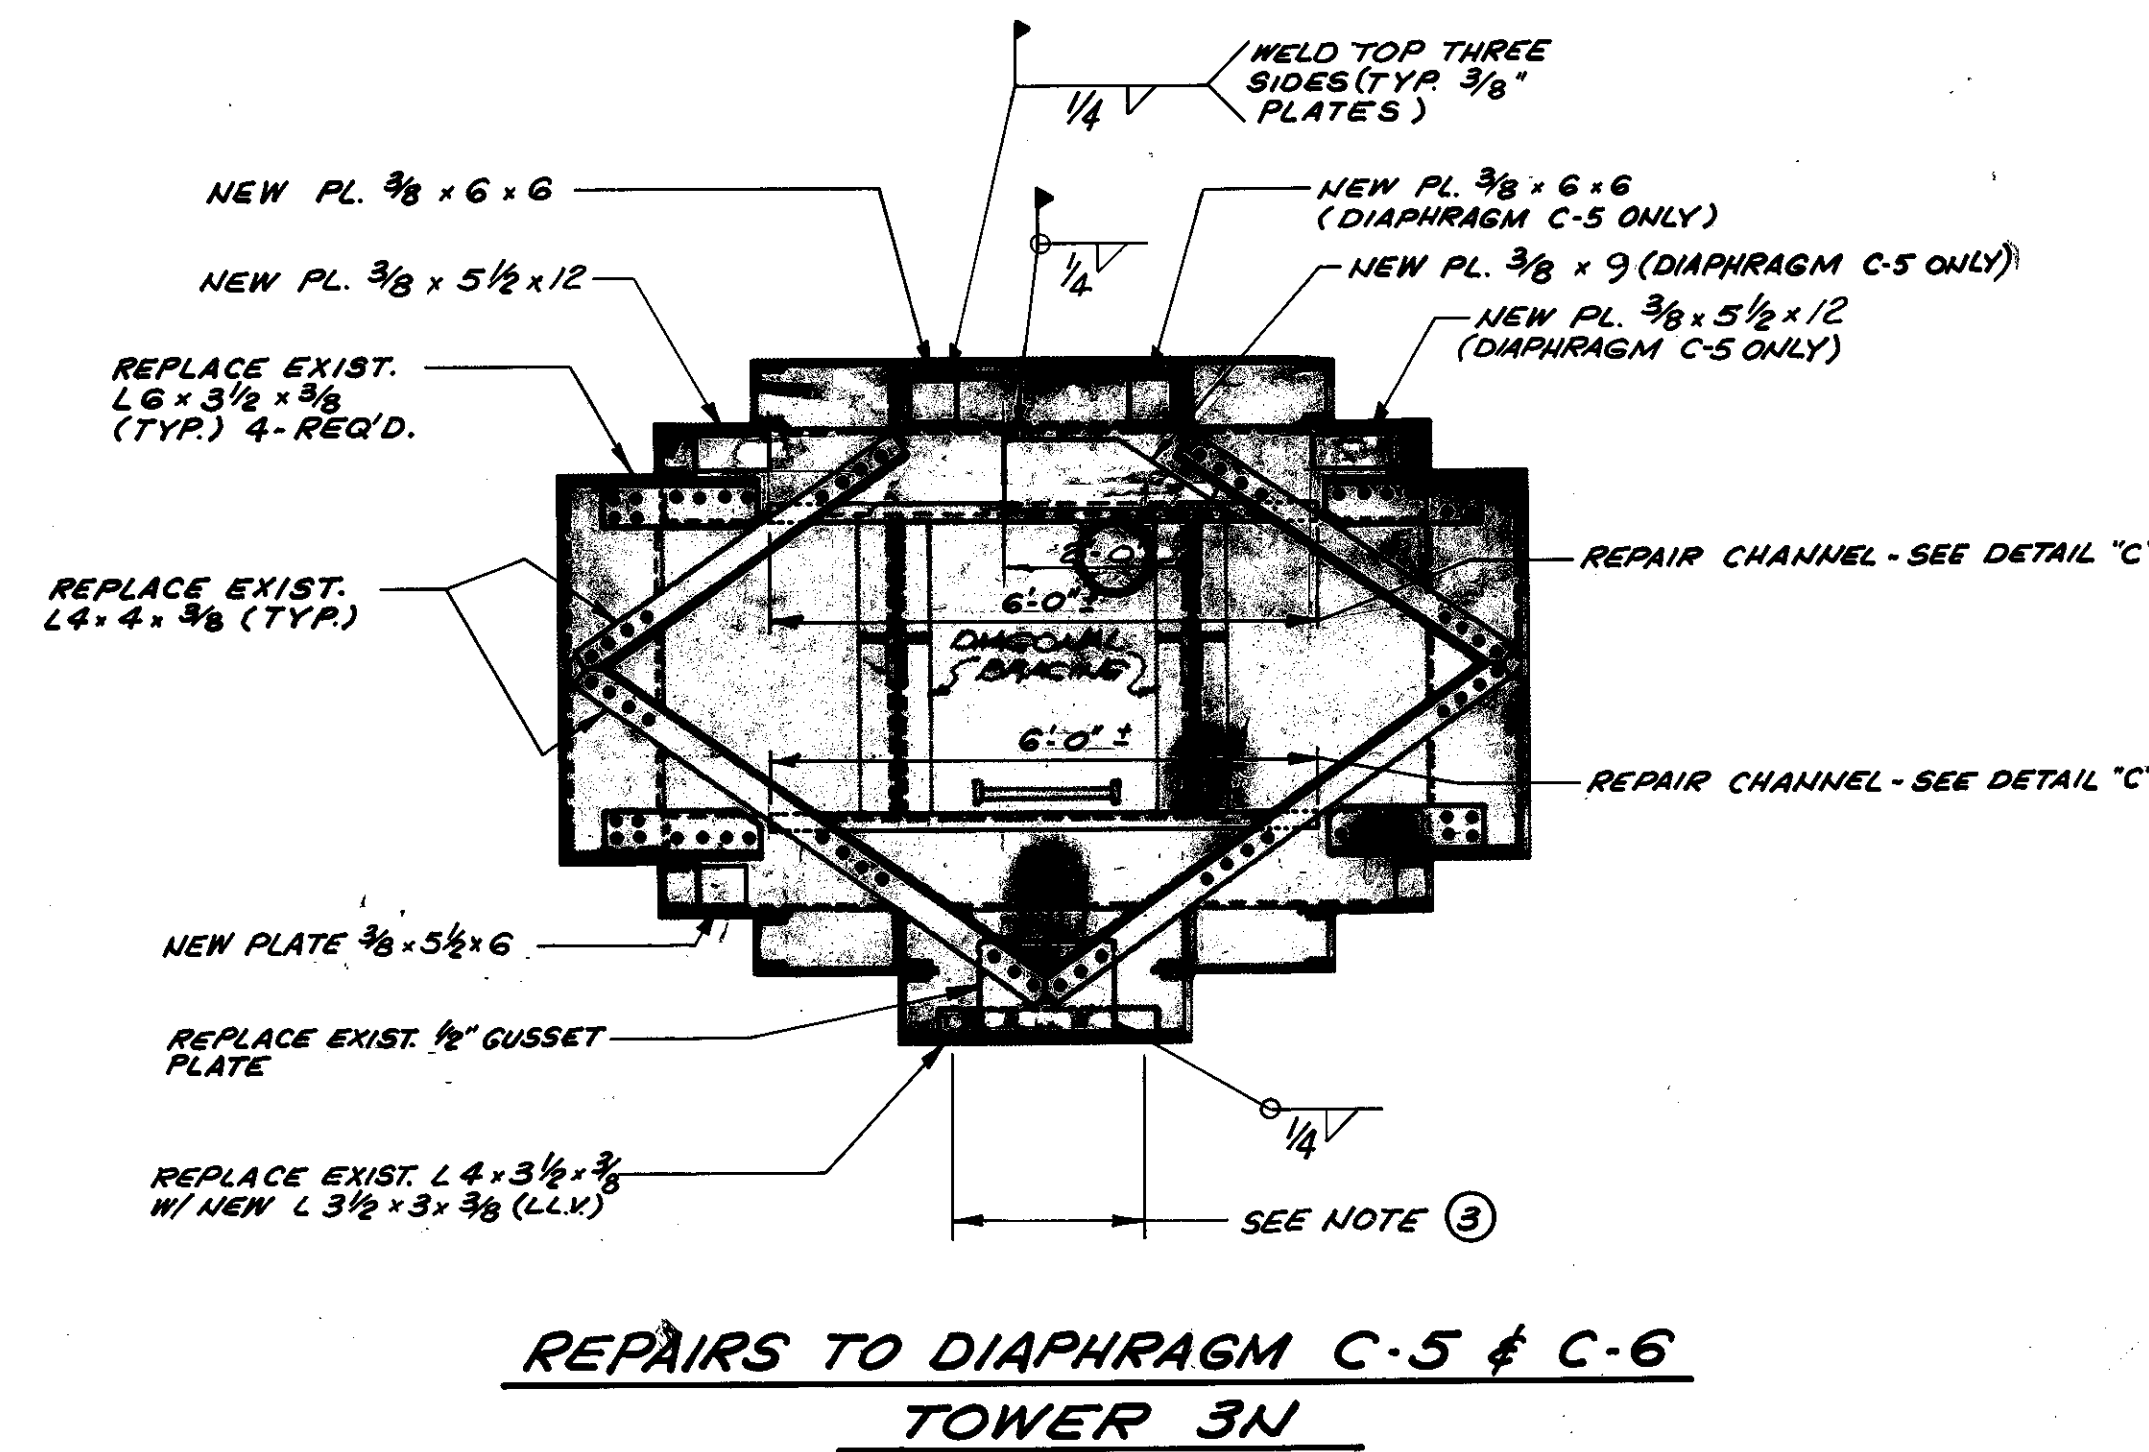 WELD TOP THREE
SIDES (TYP. 3/8"
PLATES)
1/4
NEW PL. 3/8 × 6 × 6
NEW PL. 3/8 × 6 × 6
(DIAPHRAGM C-5 ONLY)
1/4
NEW PL. 3/8 × 9 (DIAPHRAGM C-5 ONLY)
NEW PL. 3/8 × 5 1/2 × 12
NEW PL. 3/8 × 5 1/2 × 12
(DIAPHRAGM C-5 ONLY)
REPLACE EXIST.
L 6 × 3 1/2 × 3/8
(TYP.) 4-REQ'D.
2'-0"
REPAIR CHANNEL - SEE DETAIL "C"
REPLACE EXIST.
L 4 × 4 × 3/8 (TYP.)
6'-0" ±
DIAGONAL
BRACING
6'-0" ±
REPAIR CHANNEL - SEE DETAIL "C"
NEW PLATE 3/8 × 5 1/2 × 6
REPLACE EXIST. 1/2" GUSSET
PLATE
1/4
REPLACE EXIST. L 4 × 3 1/2 × 3/8
W/ NEW L 3 1/2 × 3 × 3/8 (L.L.V.)
SEE NOTE 3
REPAIRS TO DIAPHRAGM C-5 & C-6
TOWER 3N